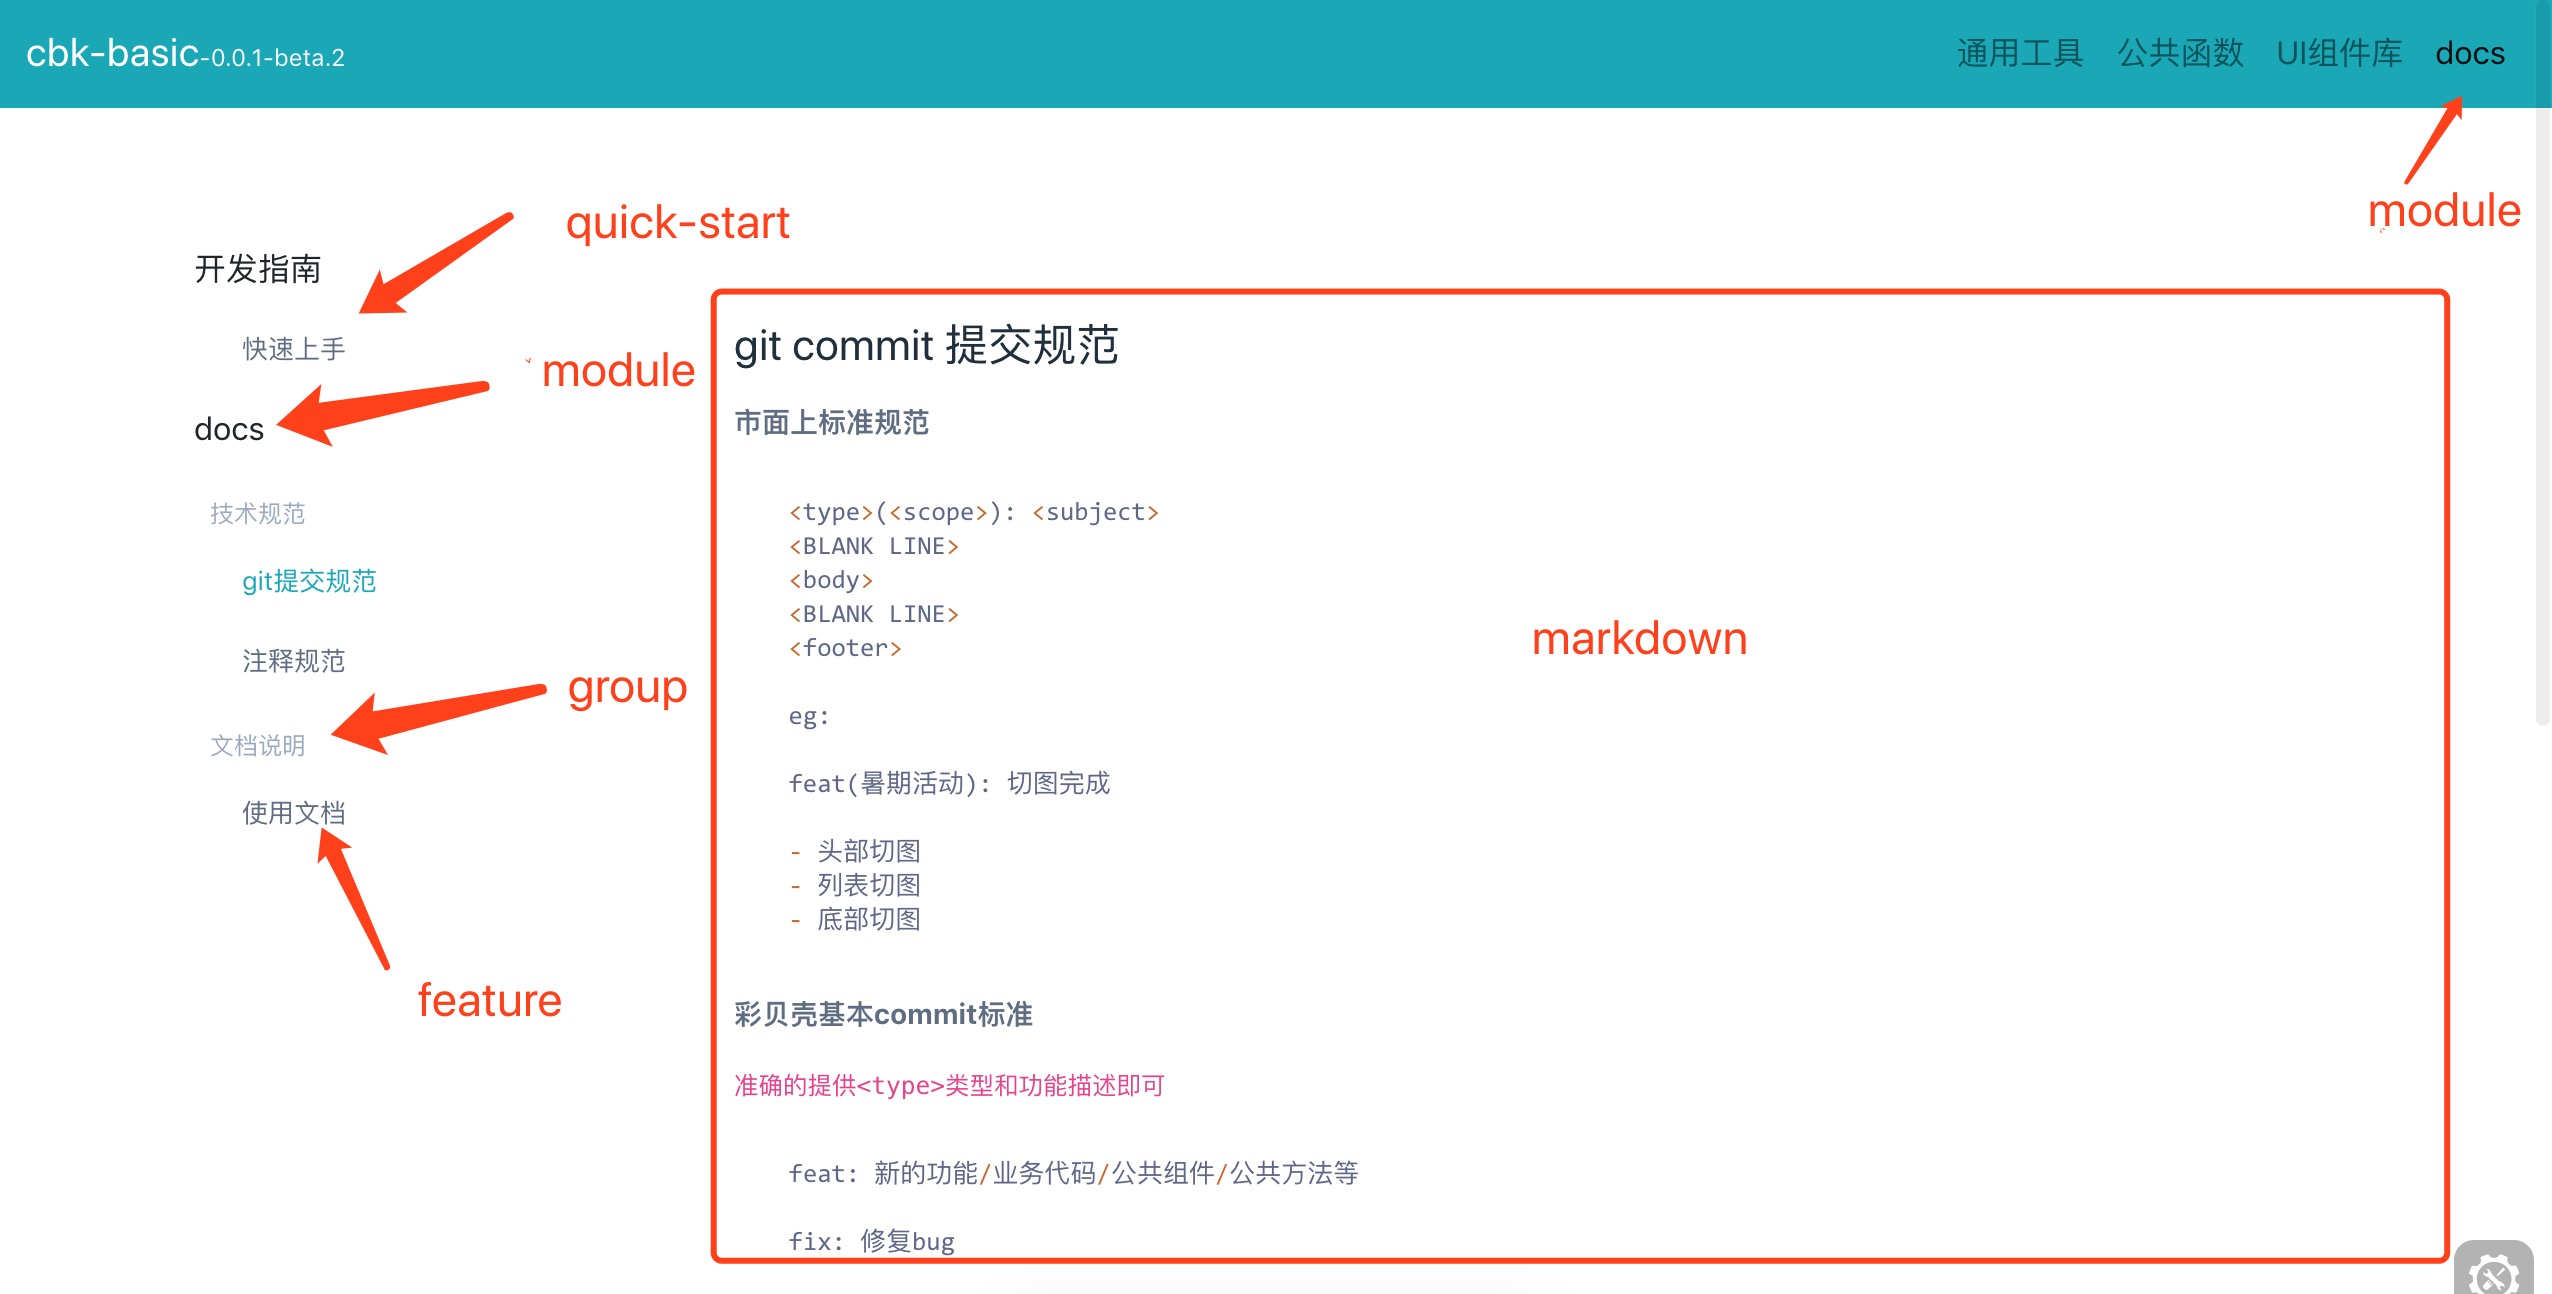 cbk-basic-0.0.1-beta.2
通用工具 公共函数 UI组件库 docs
module
quick-start
开发指南
快速上手
module
docs
技术规范
git提交规范
注释规范
group
文档说明
使用文档
feature
git commit 提交规范
市面上标准规范
<type>(<scope>): <subject>
<BLANK LINE>
<body>
<BLANK LINE>
<footer>
markdown
eg:
feat(暑期活动): 切图完成
- 头部切图
- 列表切图
- 底部切图
彩贝壳基本commit标准
准确的提供<type>类型和功能描述即可
feat: 新的功能/业务代码/公共组件/公共方法等
fix: 修复bug